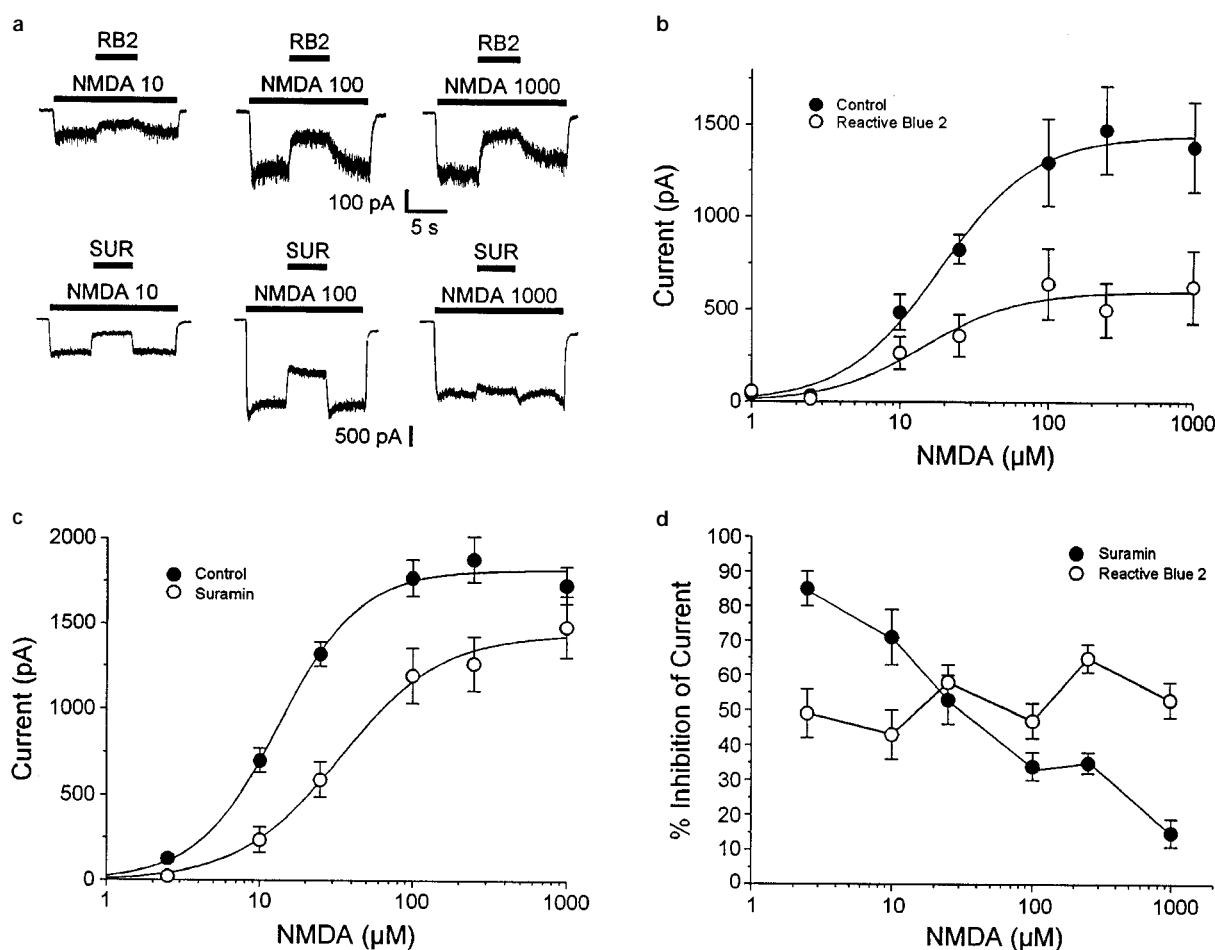 a
RB2
RB2
RB2
NMDA 10
NMDA 100
NMDA 1000
100 pA
5 s
SUR
SUR
SUR
NMDA 10
NMDA 100
NMDA 1000
500 pA
b
Control
Reactive Blue 2
1500
1000
500
0
Current (pA)
1
10
100
1000
NMDA (µM)
c
Control
Suramin
2000
1750
1500
1250
1000
750
500
250
0
Current (pA)
1
10
100
1000
NMDA (µM)
d
Suramin
Reactive Blue 2
100
90
80
70
60
50
40
30
20
10
0
% Inhibition of Current
1
10
100
1000
NMDA (µM)